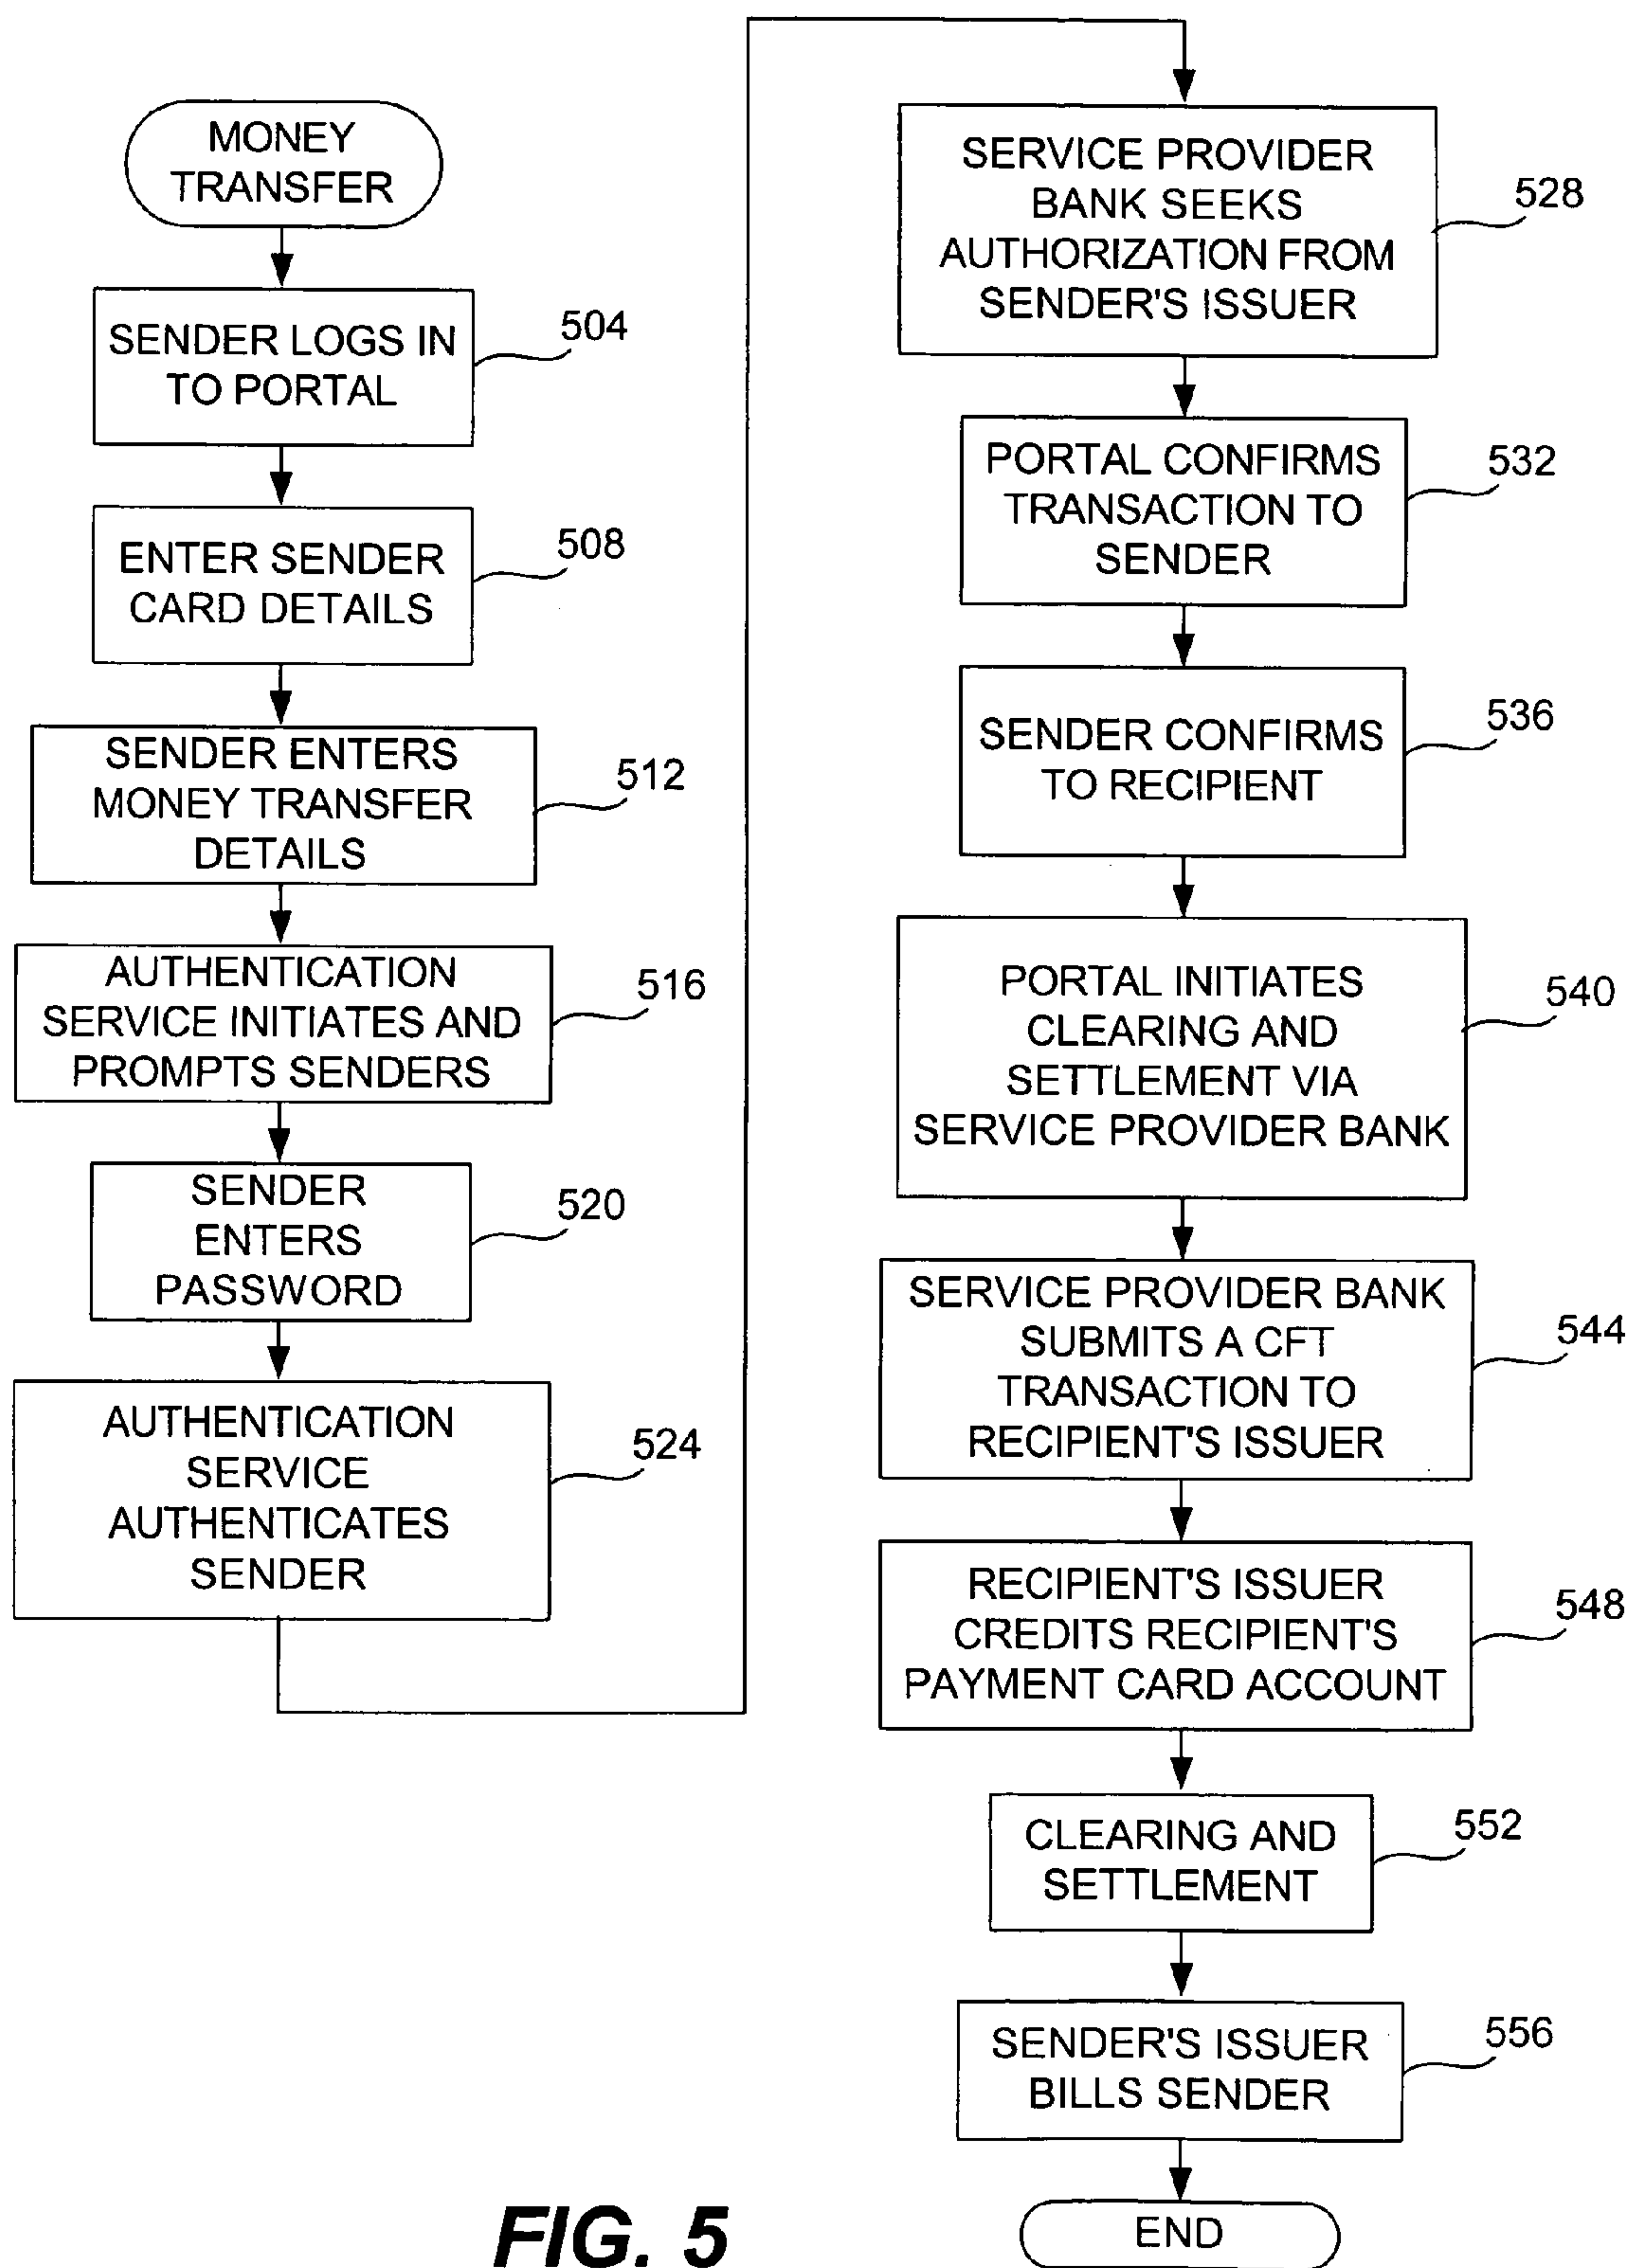 MONEY
TRANSFER
SENDER LOGS IN
TO PORTAL
504
ENTER SENDER
CARD DETAILS
508
SENDER ENTERS
MONEY TRANSFER
DETAILS
512
AUTHENTICATION
SERVICE INITIATES AND
PROMPTS SENDERS
516
SENDER
ENTERS
PASSWORD
520
AUTHENTICATION
SERVICE
AUTHENTICATES
SENDER
524
SERVICE PROVIDER
BANK SEEKS
AUTHORIZATION FROM
SENDER'S ISSUER
528
PORTAL CONFIRMS
TRANSACTION TO
SENDER
532
SENDER CONFIRMS
TO RECIPIENT
536
PORTAL INITIATES
CLEARING AND
SETTLEMENT VIA
SERVICE PROVIDER BANK
540
SERVICE PROVIDER BANK
SUBMITS A CFT
TRANSACTION TO
RECIPIENT'S ISSUER
544
RECIPIENT'S ISSUER
CREDITS RECIPIENT'S
PAYMENT CARD ACCOUNT
548
CLEARING AND
SETTLEMENT
552
SENDER'S ISSUER
BILLS SENDER
556
END
FIG. 5